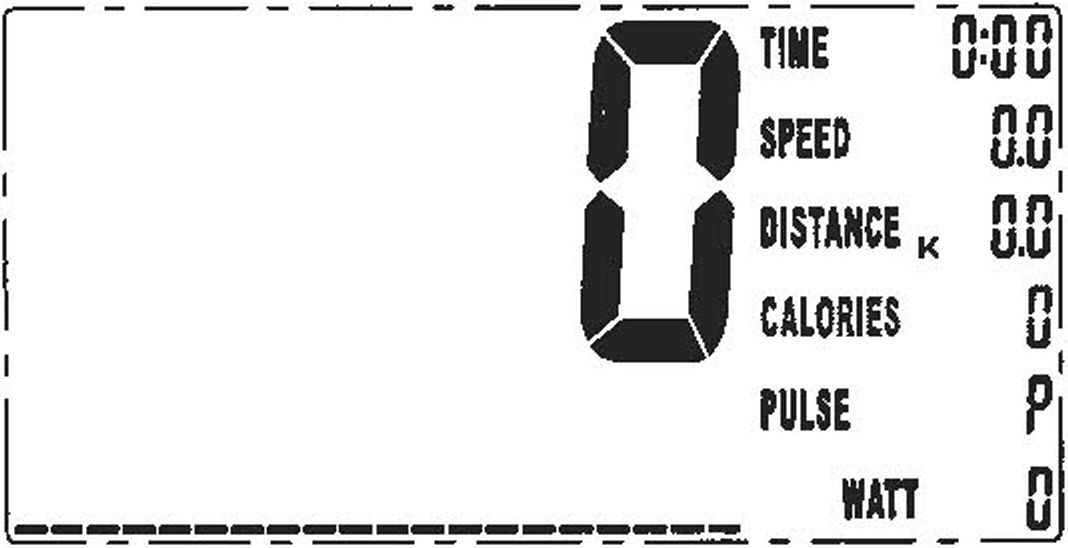 0
TIME 0:00
SPEED 0.0
DISTANCE K 0.0
CALORIES 0
PULSE P
WATT 0